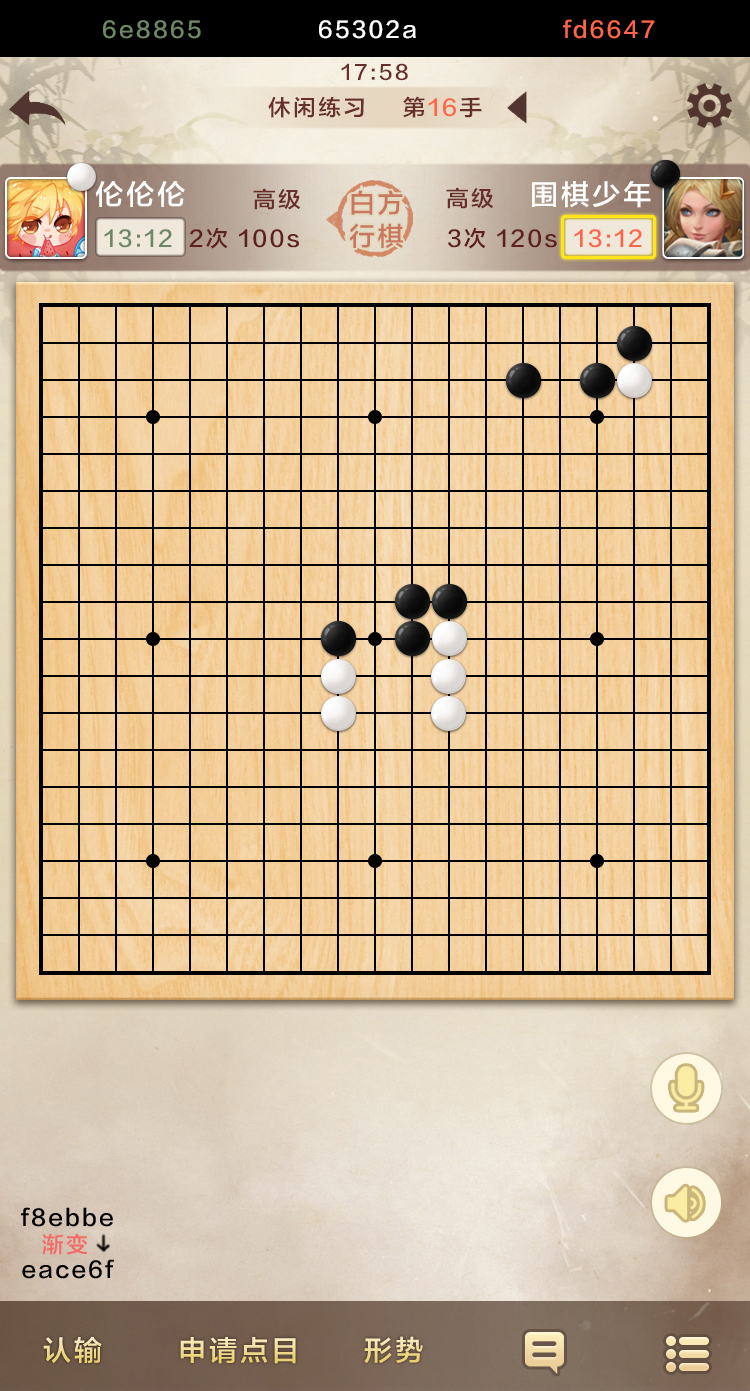 6e8865 65302a fd6647
17:58
休闲练习 第16手
伦伦伦 高级 白方 高级 围棋少年
13:12 2次 100s 行棋 3次 120s 13:12
f8ebbe
渐变↓
eace6f
认输 申请点目 形势